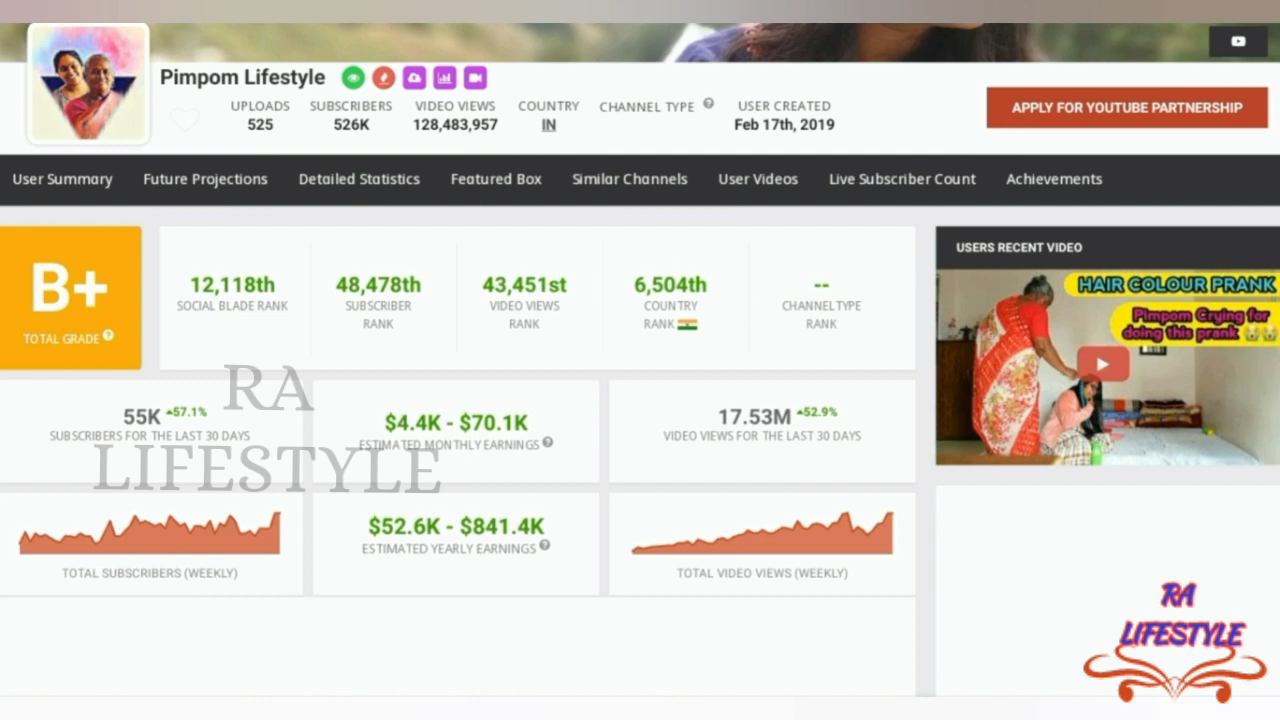 Pimpom Lifestyle
UPLOADS
525
SUBSCRIBERS
526K
VIDEO VIEWS
128,483,957
COUNTRY
IN
CHANNEL TYPE ?
USER CREATED
Feb 17th, 2019
APPLY FOR YOUTUBE PARTNERSHIP
User Summary Future Projections Detailed Statistics Featured Box Similar Channels User Videos Live Subscriber Count Achievements
B+
TOTAL GRADE ?
12,118th
SOCIAL BLADE RANK
48,478th
SUBSCRIBER
RANK
43,451st
VIDEO VIEWS
RANK
6,504th
COUNTRY
RANK
--
CHANNEL TYPE
RANK
USERS RECENT VIDEO
HAIR COLOUR PRANK
Pimpom Crying for
doing this prank
55K 57.1%
SUBSCRIBERS FOR THE LAST 30 DAYS
$4.4K - $70.1K
ESTIMATED MONTHLY EARNINGS ?
17.53M 52.9%
VIDEO VIEWS FOR THE LAST 30 DAYS
RA
LIFESTYLE
TOTAL SUBSCRIBERS (WEEKLY)
$52.6K - $841.4K
ESTIMATED YEARLY EARNINGS ?
TOTAL VIDEO VIEWS (WEEKLY)
RA
LIFESTYLE